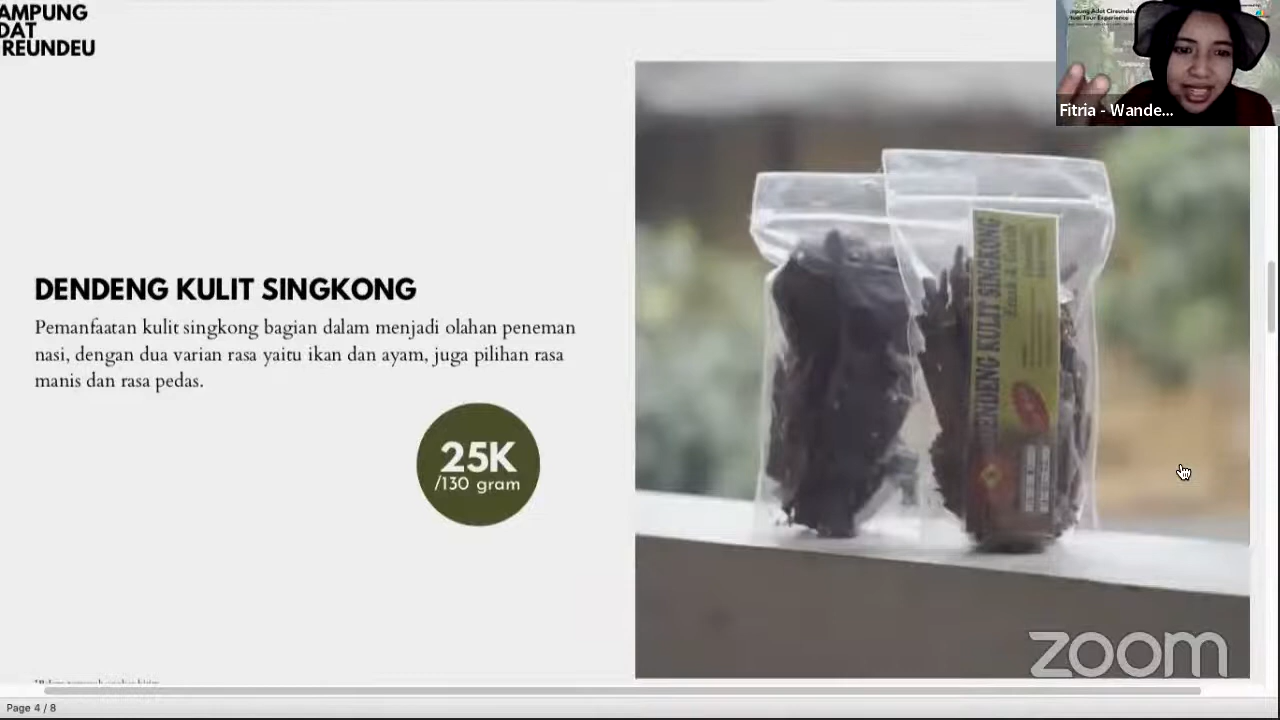 AMPUNG
DAT
REUNDEU
Fitria - Wande...
DENDENG KULIT SINGKONG
Pemanfaatan kulit singkong bagian dalam menjadi olahan peneman
nasi, dengan dua varian rasa yaitu ikan dan ayam, juga pilihan rasa
manis dan rasa pedas.
25K
/130 gram
DENDENG KULIT SINGKONG
Enak & Gurih
zoom
Page 4 / 8